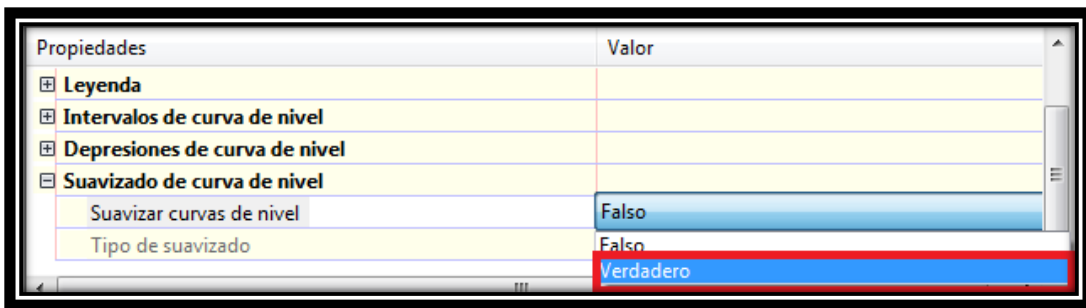 Propiedades Valor
Leyenda
Intervalos de curva de nivel
Depresiones de curva de nivel
Suavizado de curva de nivel
Suavizar curvas de nivel Falso
Tipo de suavizado Falso
Verdadero